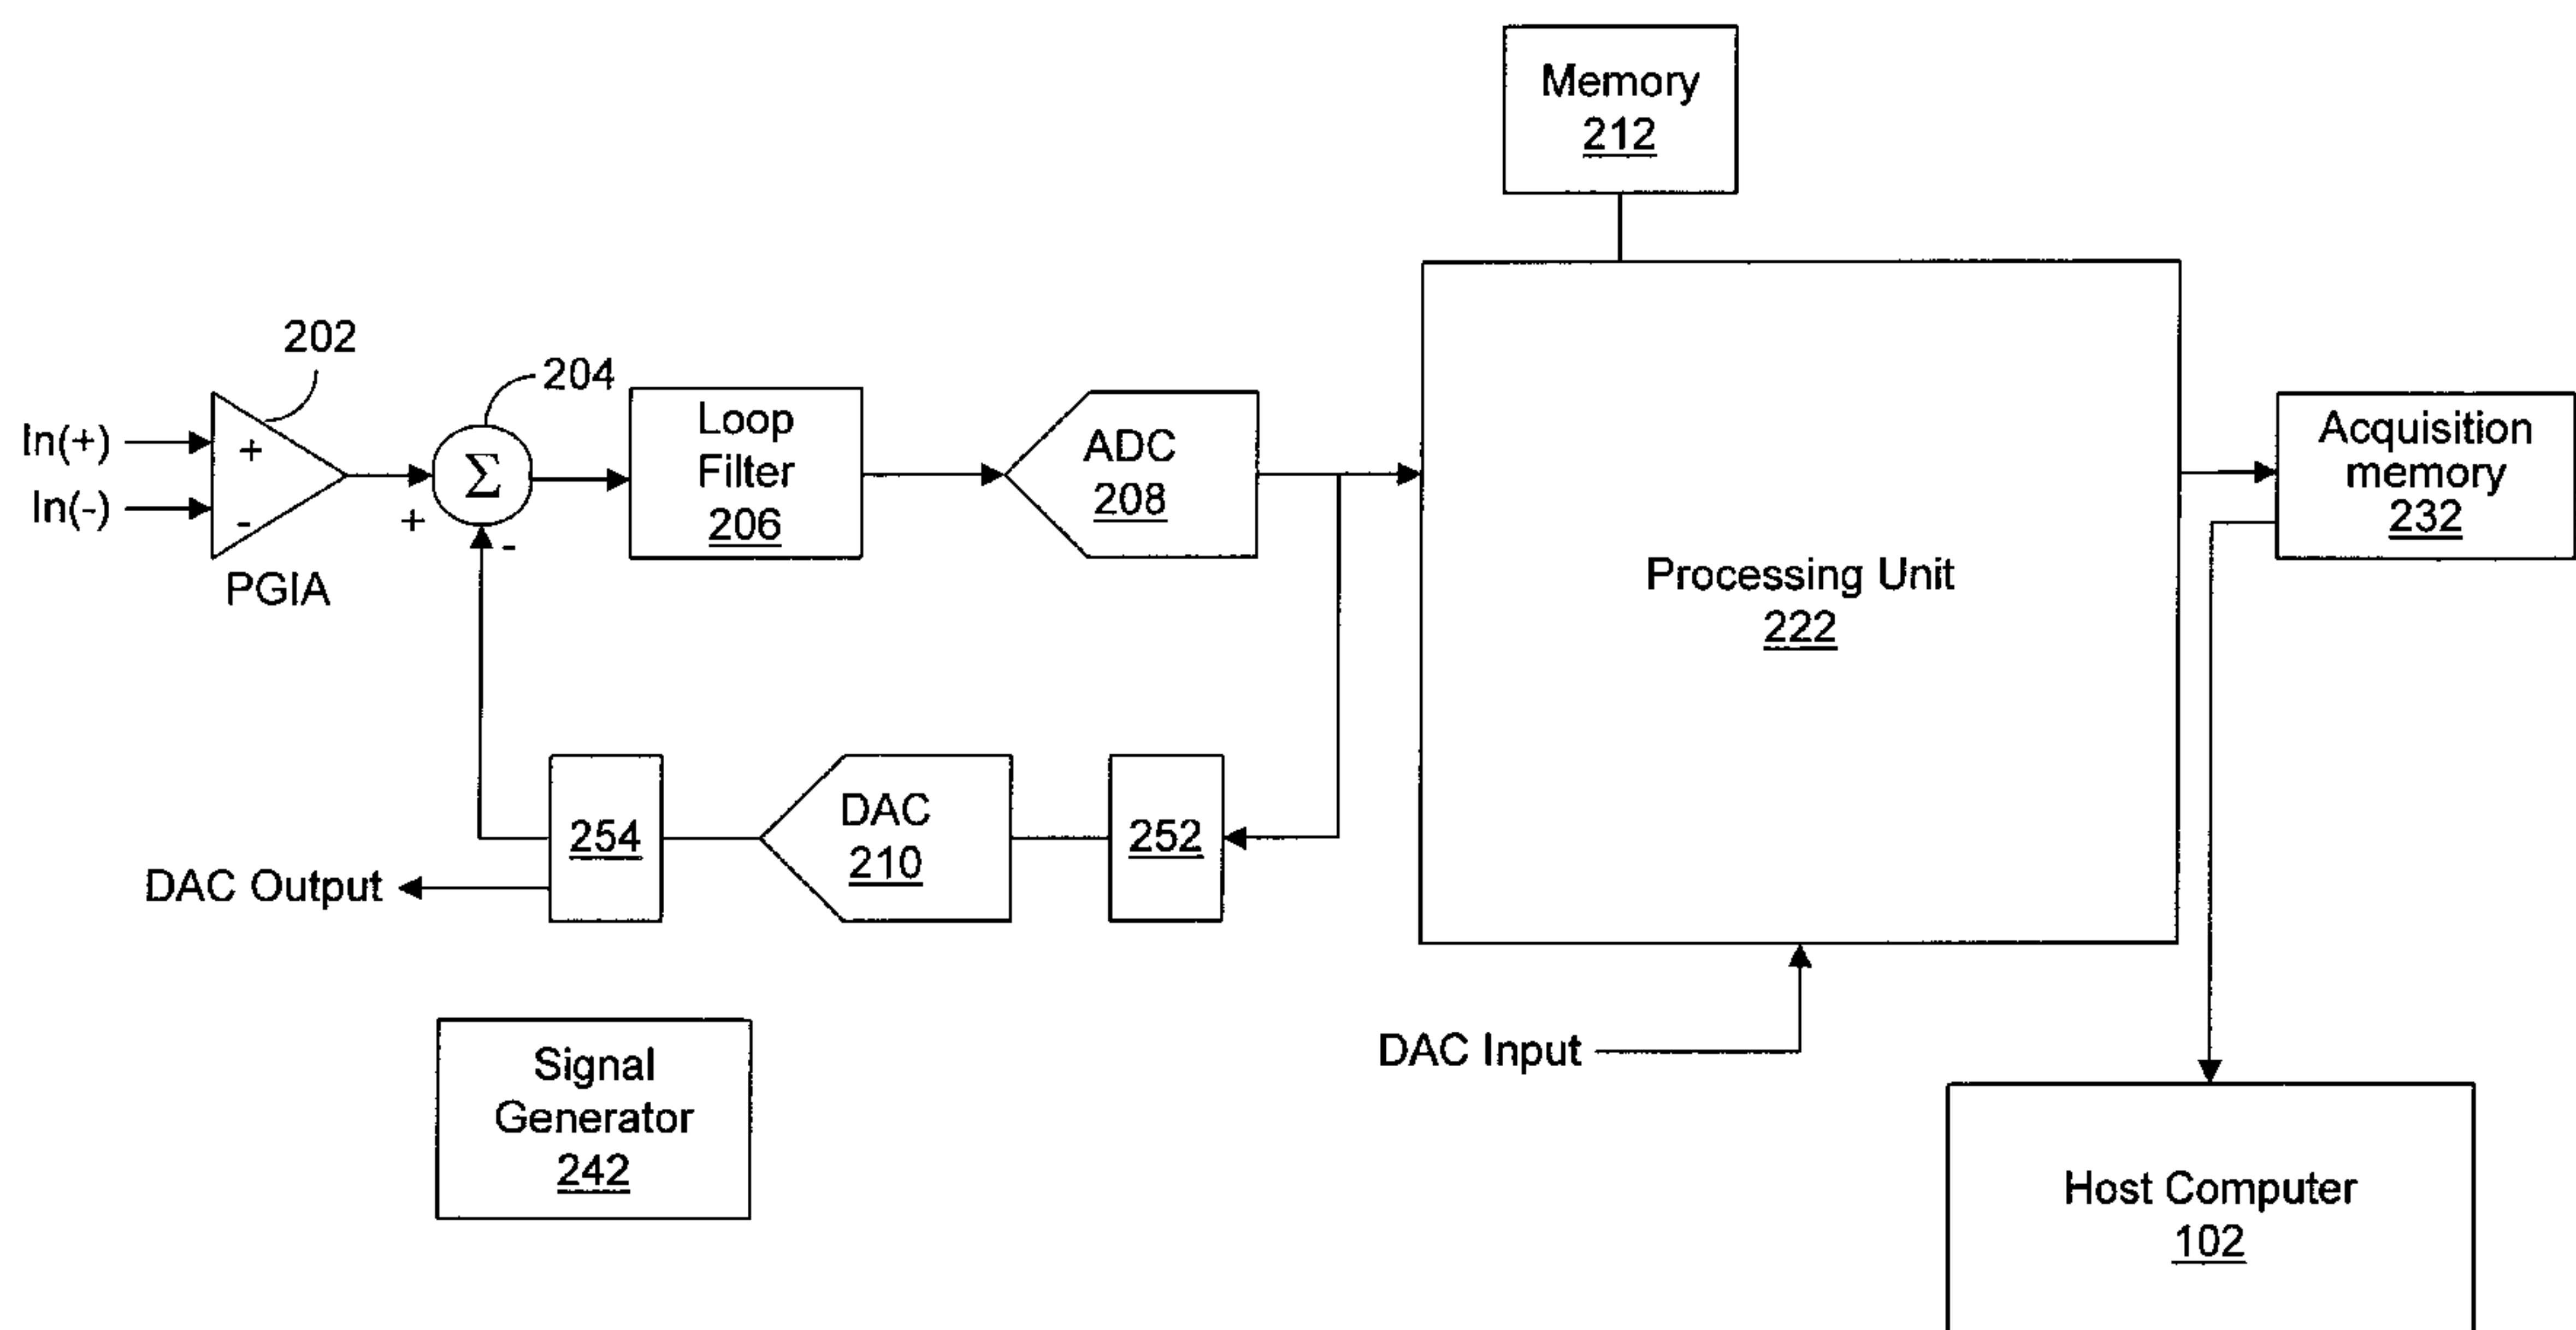 Memory
212
202
204
In(+)
In(-)
+
-
PGIA
Σ
+
-
Loop
Filter
206
ADC
208
Processing Unit
222
Acquisition
memory
232
254
DAC
210
252
DAC Output
Signal
Generator
242
DAC Input
Host Computer
102